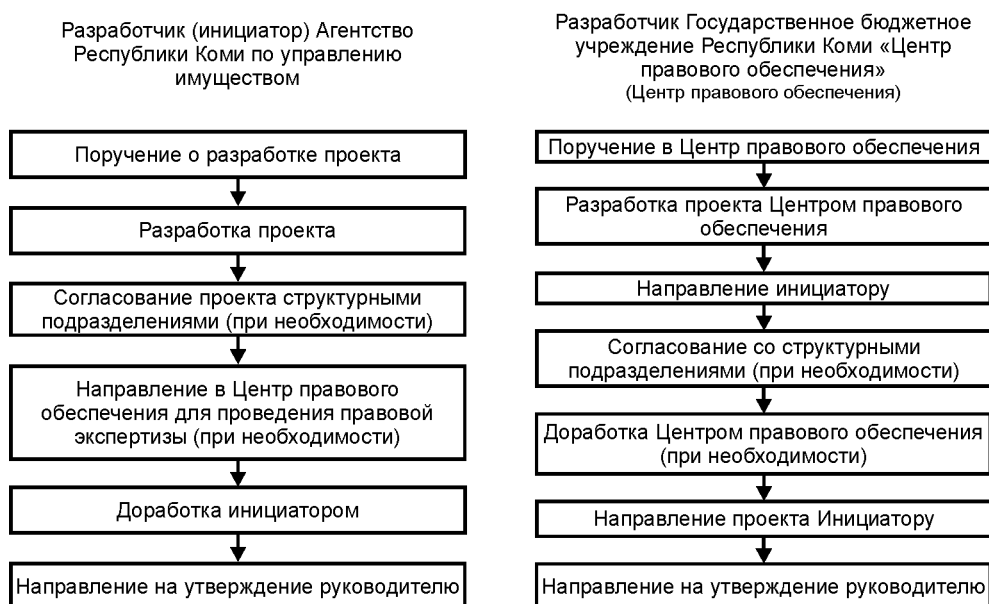 Разработчик (инициатор) Агентство
Республики Коми по управлению
имуществом
Поручение о разработке проекта
Разработка проекта
Согласование проекта структурными
подразделениями (при необходимости)
Направление в Центр правового
обеспечения для проведения правовой
экспертизы (при необходимости)
Доработка инициатором
Направление на утверждение руководителю
Разработчик Государственное бюджетное
учреждение Республики Коми «Центр
правового обеспечения»
(Центр правового обеспечения)
Поручение в Центр правового обеспечения
Разработка проекта Центром правового
обеспечения
Направление инициатору
Согласование со структурными
подразделениями (при необходимости)
Доработка Центром правового обеспечения
(при необходимости)
Направление проекта Инициатору
Направление на утверждение руководителю